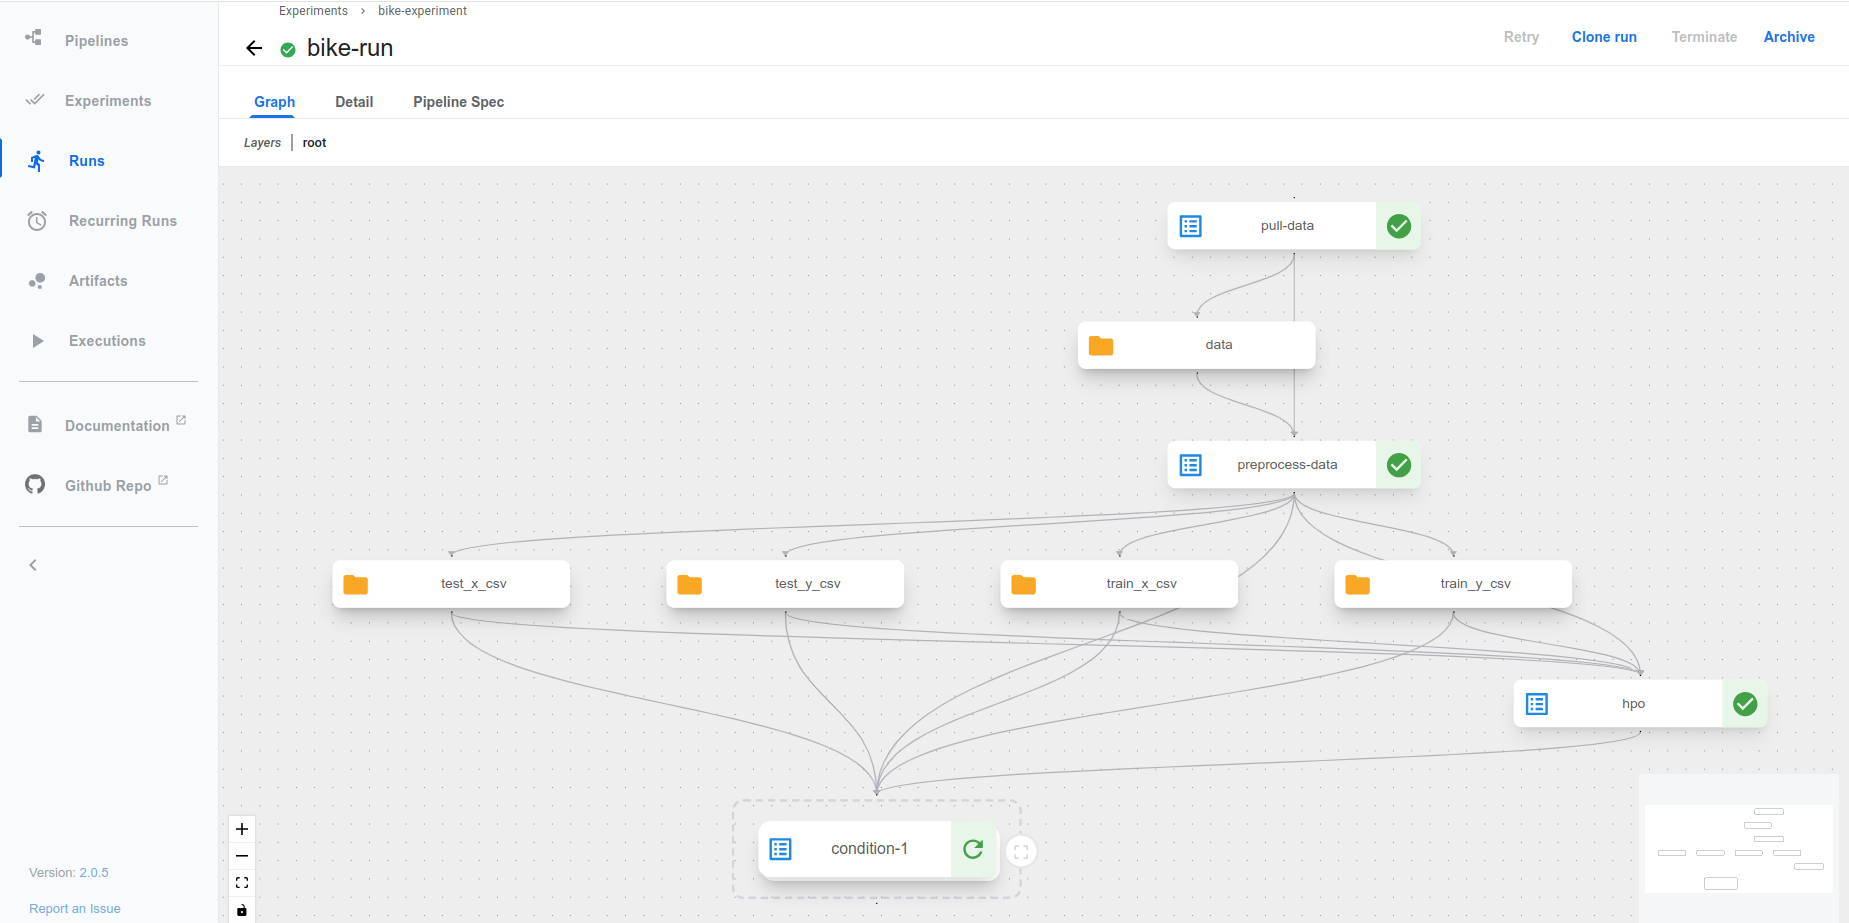 Experiments › bike-experiment
bike-run
Retry Clone run Terminate Archive
Graph Detail Pipeline Spec
Layers | root
Pipelines
Experiments
Runs
Recurring Runs
Artifacts
Executions
Documentation
Github Repo
Version: 2.0.5
Report an Issue
pull-data
data
preprocess-data
test_x_csv
test_y_csv
train_x_csv
train_y_csv
hpo
condition-1